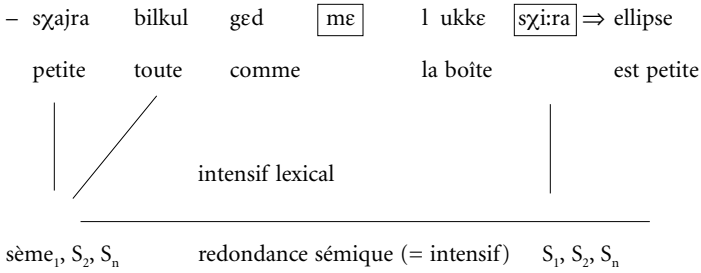 – sχajra bilkul gɛd mɛ l ukkɛ sχi:ra ⇒ ellipse
petite toute comme la boîte est petite
intensif lexical
sème₁, S₂, Sₙ redondance sémique (= intensif) S₁, S₂, Sₙ